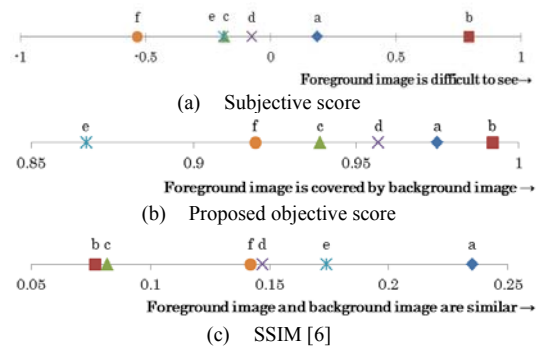 f e c d a b
-1 -0.5 0 0.5 1
Foreground image is difficult to see→
(a) Subjective score
e f c d a b
0.85 0.9 0.95 1
Foreground image is covered by background image →
(b) Proposed objective score
b c f d e a
0.05 0.1 0.15 0.2 0.25
Foreground image and background image are similar→
(c) SSIM [6]